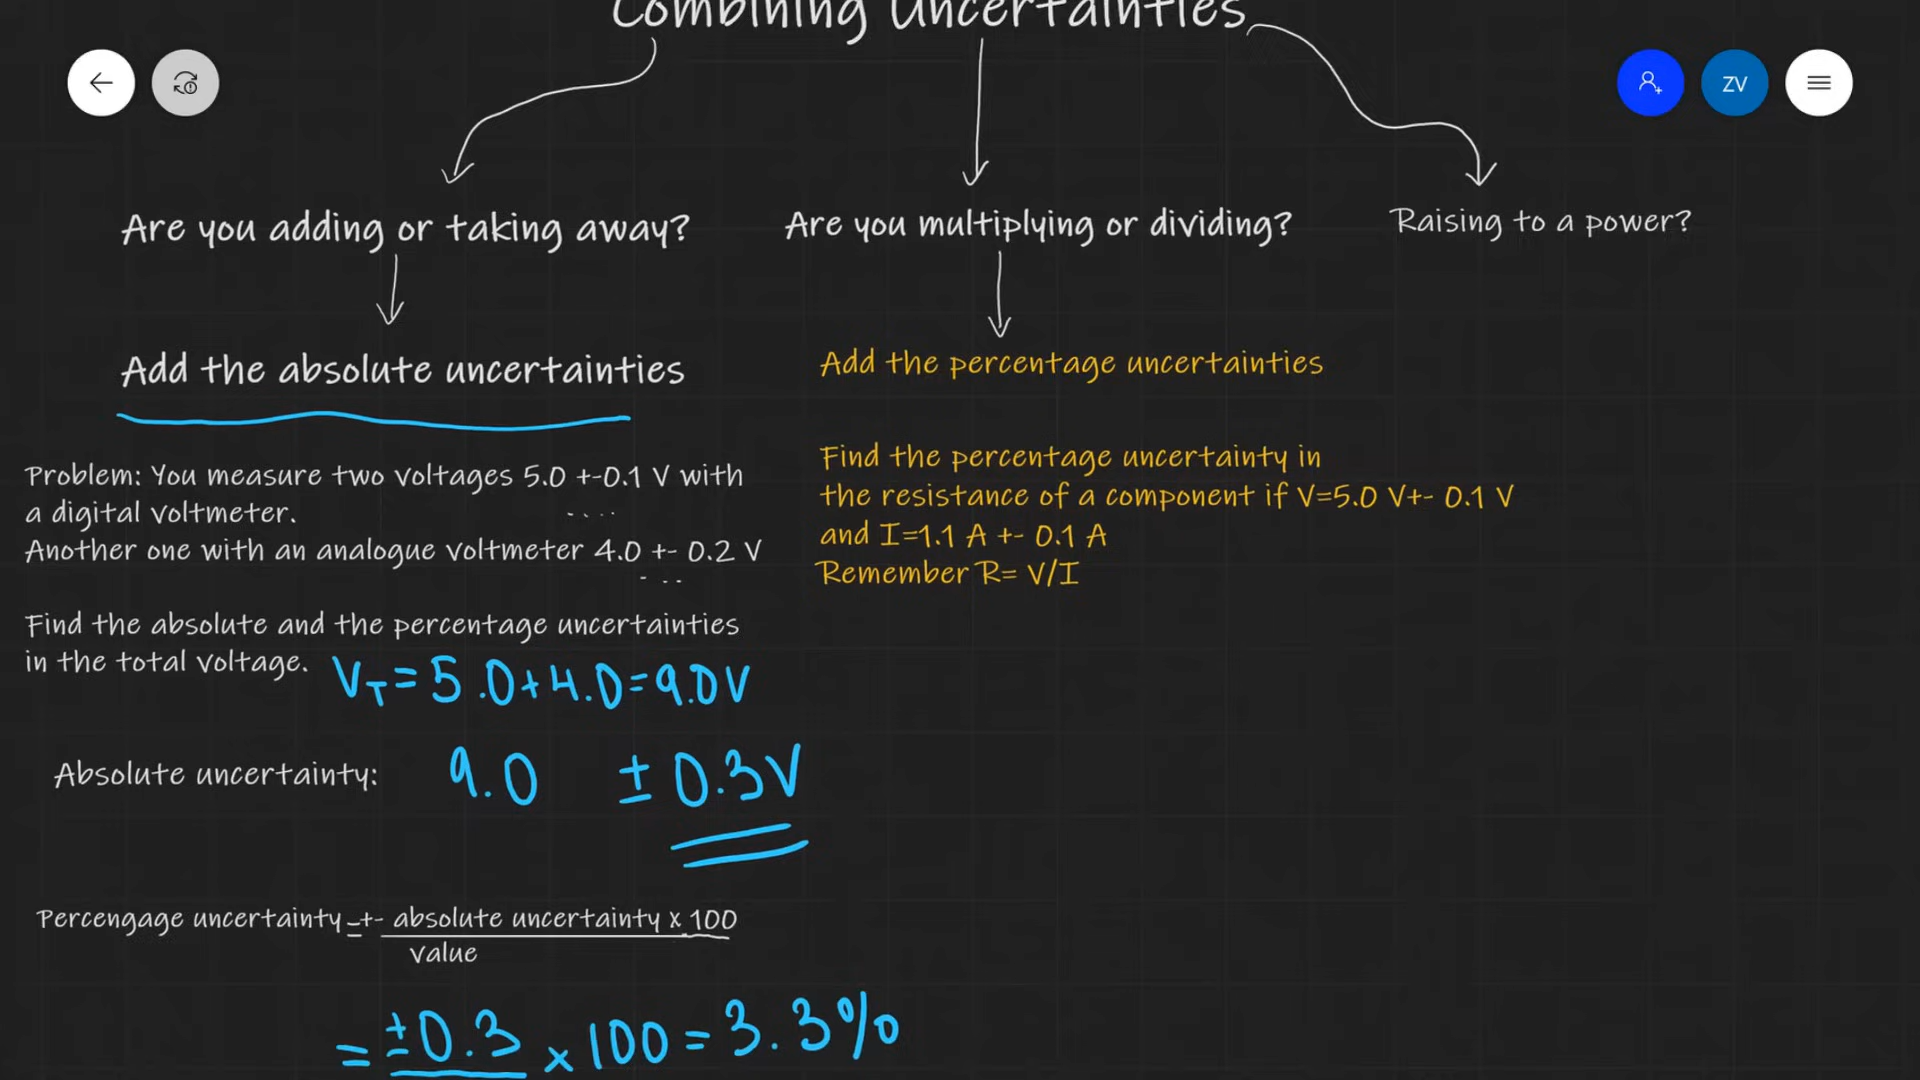 Combining Uncertainties
ZV
Are you adding or taking away?
Are you multiplying or dividing?
Raising to a power?
Add the absolute uncertainties
Add the percentage uncertainties
Problem: You measure two voltages 5.0 +-0.1 V with
a digital voltmeter.
Another one with an analogue voltmeter 4.0 +- 0.2 V
Find the absolute and the percentage uncertainties
in the total voltage.
V_T = 5.0+4.0=9.0V
Absolute uncertainty: 9.0 ± 0.3V
Percengage uncertainty =+- absolute uncertainty x 100
value
= ±0.3 × 100 = 3.3%
Find the percentage uncertainty in
the resistance of a component if V=5.0 V+- 0.1 V
and I=1.1 A +- 0.1 A
Remember R= V/I